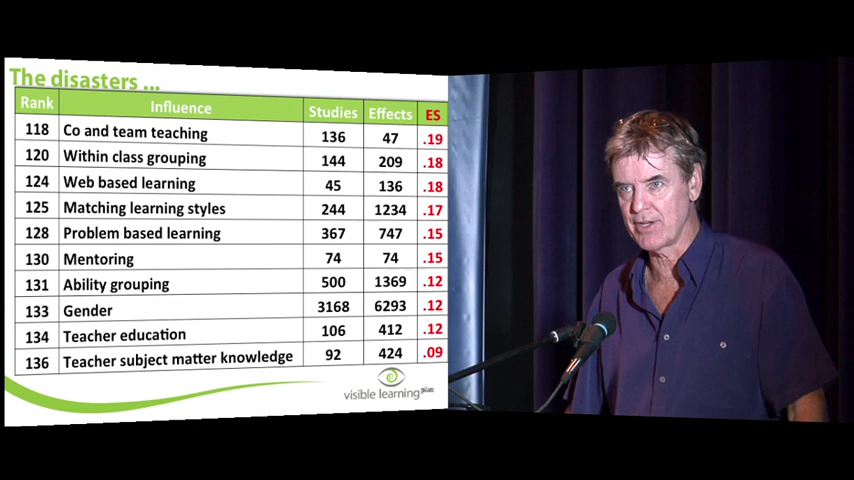 The disasters ...
Rank Influence Studies Effects ES
118 Co and team teaching 136 47 .19
120 Within class grouping 144 209 .18
124 Web based learning 45 136 .18
125 Matching learning styles 244 1234 .17
128 Problem based learning 367 747 .15
130 Mentoring 74 74 .15
131 Ability grouping 500 1369 .12
133 Gender 3168 6293 .12
134 Teacher education 106 412 .12
136 Teacher subject matter knowledge 92 424 .09
visible learning plus